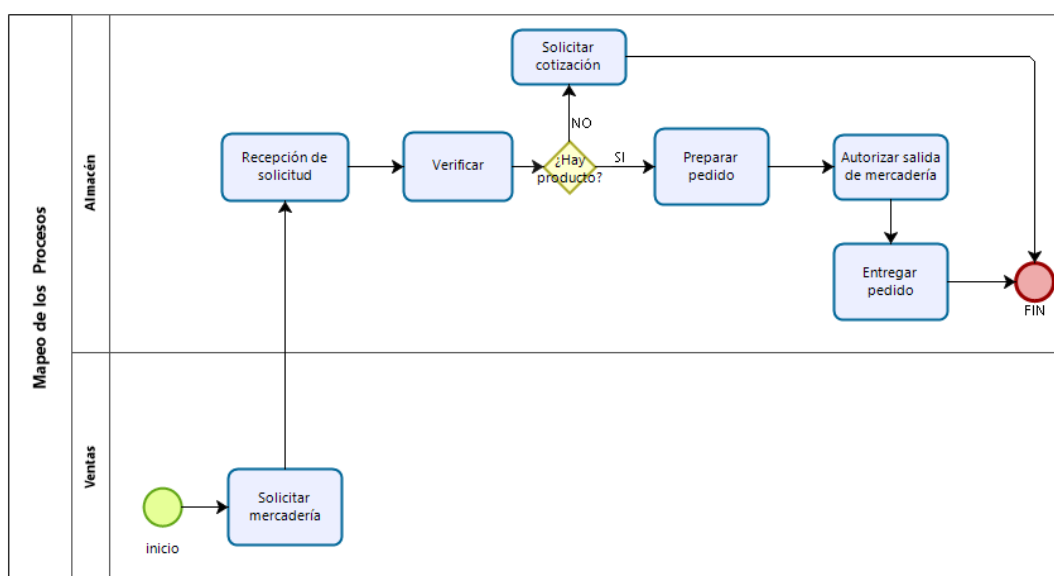 Mapeo de los Procesos
Almacén
Solicitar
cotización
NO
Recepción de
solicitud
Verificar
¿Hay
producto?
SI
Preparar
pedido
Autorizar salida
de mercadería
Entregar
pedido
FIN
Ventas
Solicitar
mercadería
inicio